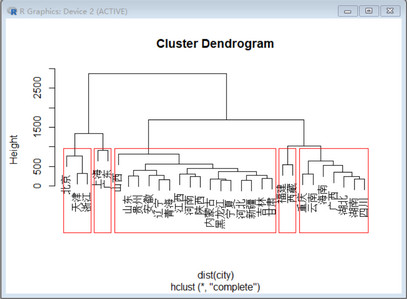 R Graphics: Device 2 (ACTIVE)
Cluster Dendrogram
Height
2500
1500
500
0
北京
天津
浙江
上海
广东
山西
山东
贵州
安徽
辽宁
青海
江西
河南
陕西
内蒙古
黑龙江
宁夏
河北
新疆
吉林
甘肃
福建
西藏
重庆
云南
海南
广西
湖北
湖南
四川
dist(city)
hclust (*, "complete")